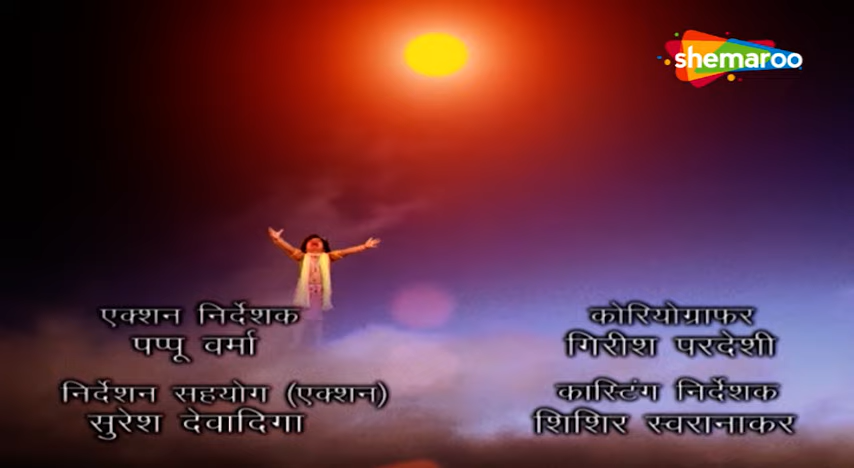 shemaroo
एक्शन निर्देशक
पप्पू वर्मा
निर्देशन सहयोग (एक्शन)
सुरेश देवादिगा
कोरियोग्राफर
गिरीश परदेशी
कास्टिंग निर्देशक
शिशिर स्वरानाकर